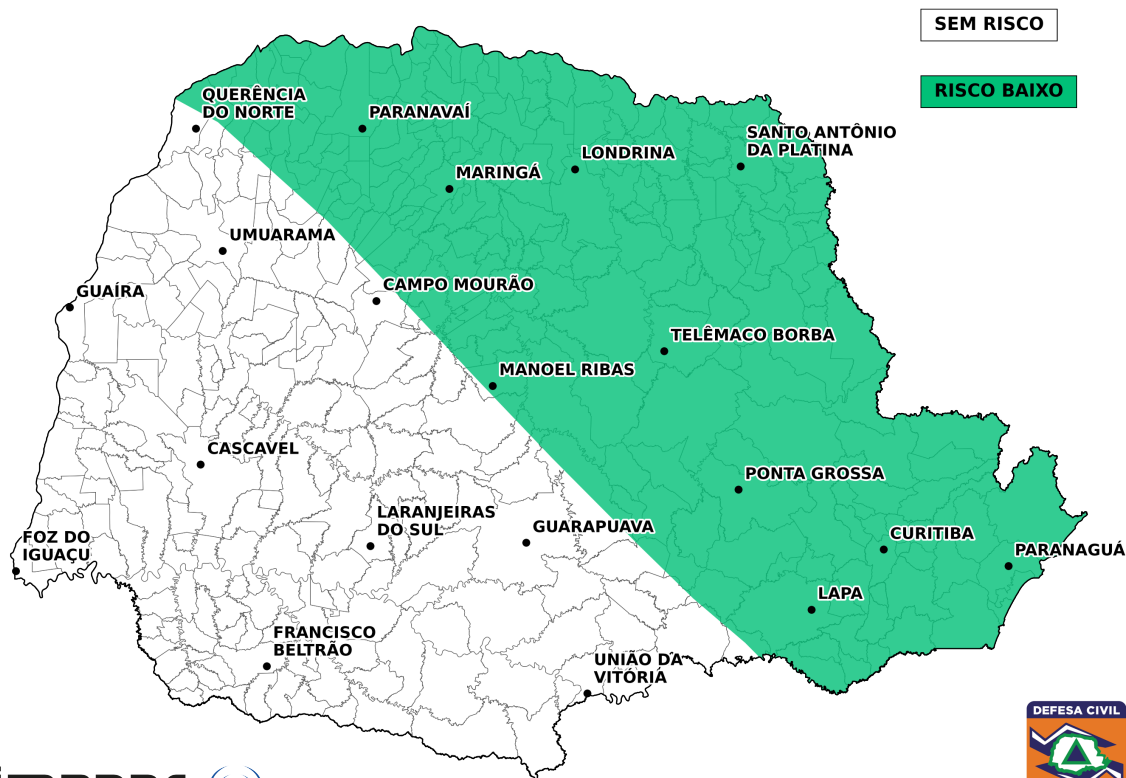 SEM RISCO
RISCO BAIXO
QUERÊNCIA
DO NORTE
PARANAVAÍ
SANTO ANTÔNIO
DA PLATINA
LONDRINA
MARINGÁ
UMUARAMA
CAMPO MOURÃO
GUAÍRA
TELÊMACO BORBA
MANOEL RIBAS
CASCAVEL
PONTA GROSSA
LARANJEIRAS
DO SUL
GUARAPUAVA
CURITIBA
FOZ DO
IGUAÇU
PARANAGUÁ
LAPA
FRANCISCO
BELTRÃO
UNIÃO DA
VITÓRIA
DEFESA CIVIL